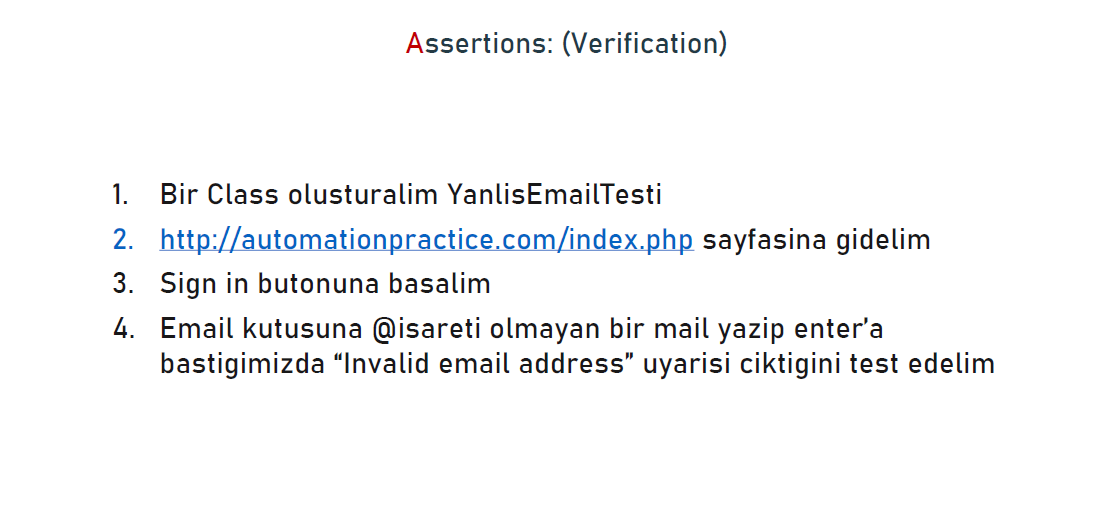 Assertions: (Verification)
1. Bir Class olusturalim YanlisEmailTesti
2. http://automationpractice.com/index.php sayfasina gidelim
3. Sign in butonuna basalim
4. Email kutusuna @isareti olmayan bir mail yazip enter’a
bastigimizda “Invalid email address” uyarisi ciktigini test edelim